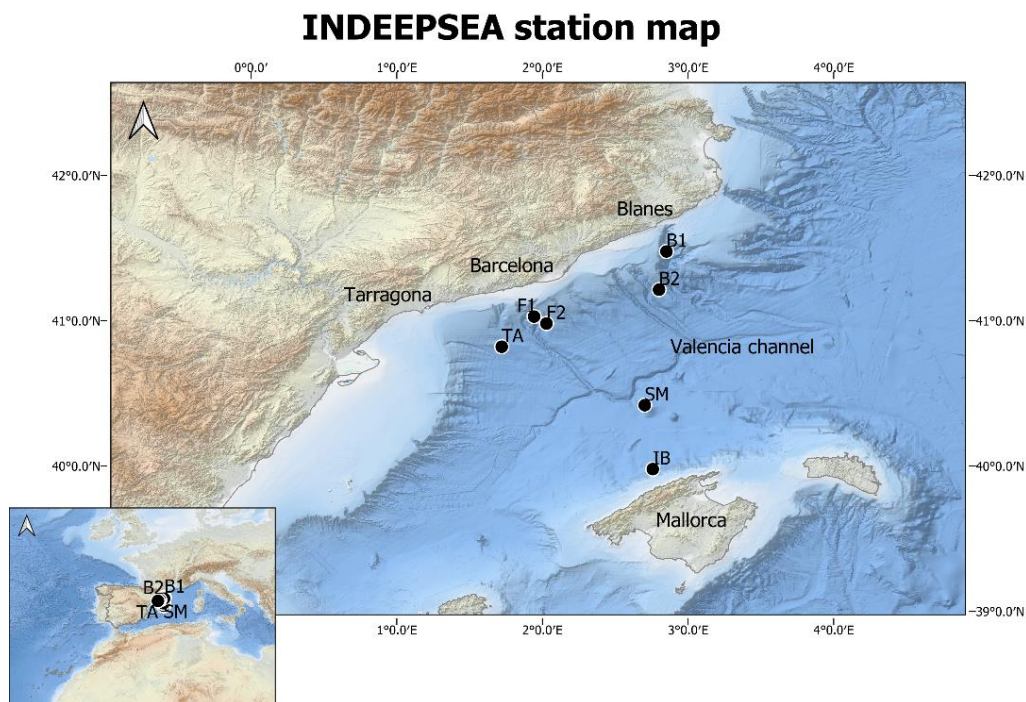 INDEEPSEA station map
0°0.0' 1°0.0'E 2°0.0'E 3°0.0'E 4°0.0'E
42°0.0'N 42°0.0'N
Blanes
B1
Barcelona
B2
Tarragona
F1 F2
41°0.0'N 41°0.0'N
TA
Valencia channel
SM
IB
40°0.0'N 40°0.0'N
Mallorca
B2 B1
TA SM
39°0.0'N
1°0.0'E 2°0.0'E 3°0.0'E 4°0.0'E